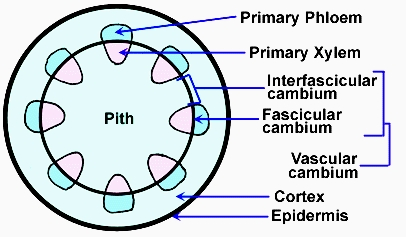 Primary Phloem
Primary Xylem
Interfascicular
cambium
Pith
Fascicular
cambium
Vascular
cambium
Cortex
Epidermis